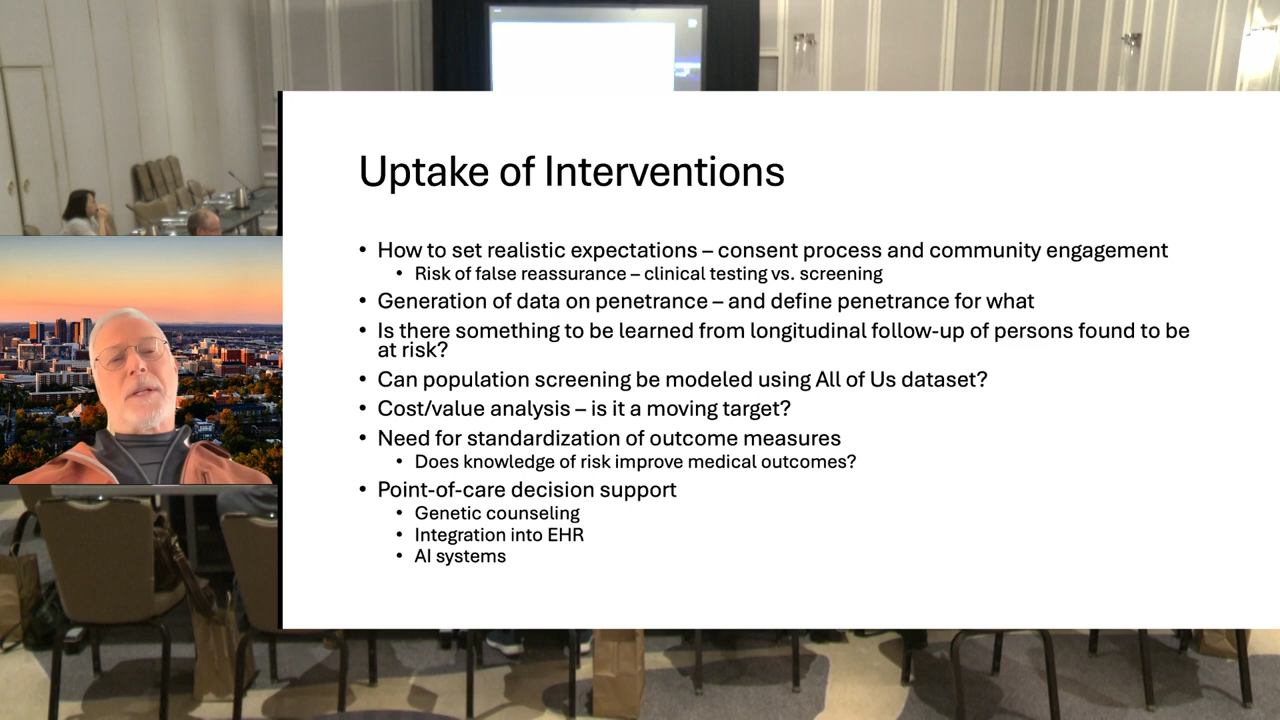 Uptake of Interventions
• How to set realistic expectations – consent process and community engagement
• Risk of false reassurance – clinical testing vs. screening
• Generation of data on penetrance – and define penetrance for what
• Is there something to be learned from longitudinal follow-up of persons found to be
at risk?
• Can population screening be modeled using All of Us dataset?
• Cost/value analysis – is it a moving target?
• Need for standardization of outcome measures
• Does knowledge of risk improve medical outcomes?
• Point-of-care decision support
• Genetic counseling
• Integration into EHR
• AI systems